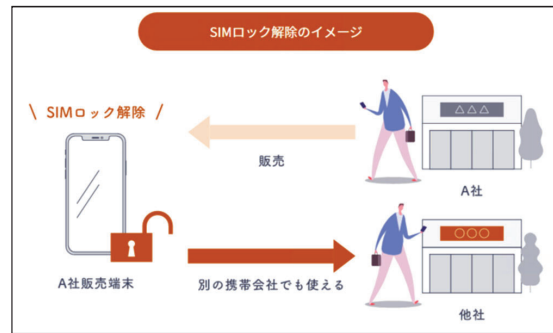 SIMロック解除のイメージ
\ SIMロック解除 /
販売
△△△
A社
A社販売端末
別の携帯会社でも使える
○○○
他社